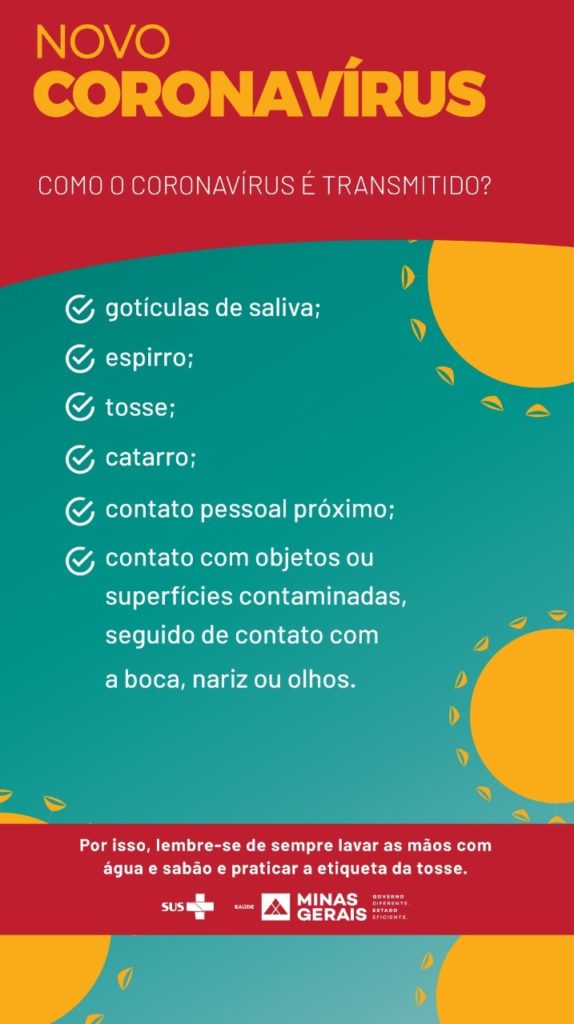 NOVO
CORONAVÍRUS
COMO O CORONAVÍRUS É TRANSMITIDO?
gotículas de saliva;
espirro;
tosse;
catarro;
contato pessoal próximo;
contato com objetos ou
superfícies contaminadas,
seguido de contato com
a boca, nariz ou olhos.
Por isso, lembre-se de sempre lavar as mãos com
água e sabão e praticar a etiqueta da tosse.
SUS
SAÚDE
MINAS
GERAIS
GOVERNO
DIFERENTE.
ESTADO
EFICIENTE.